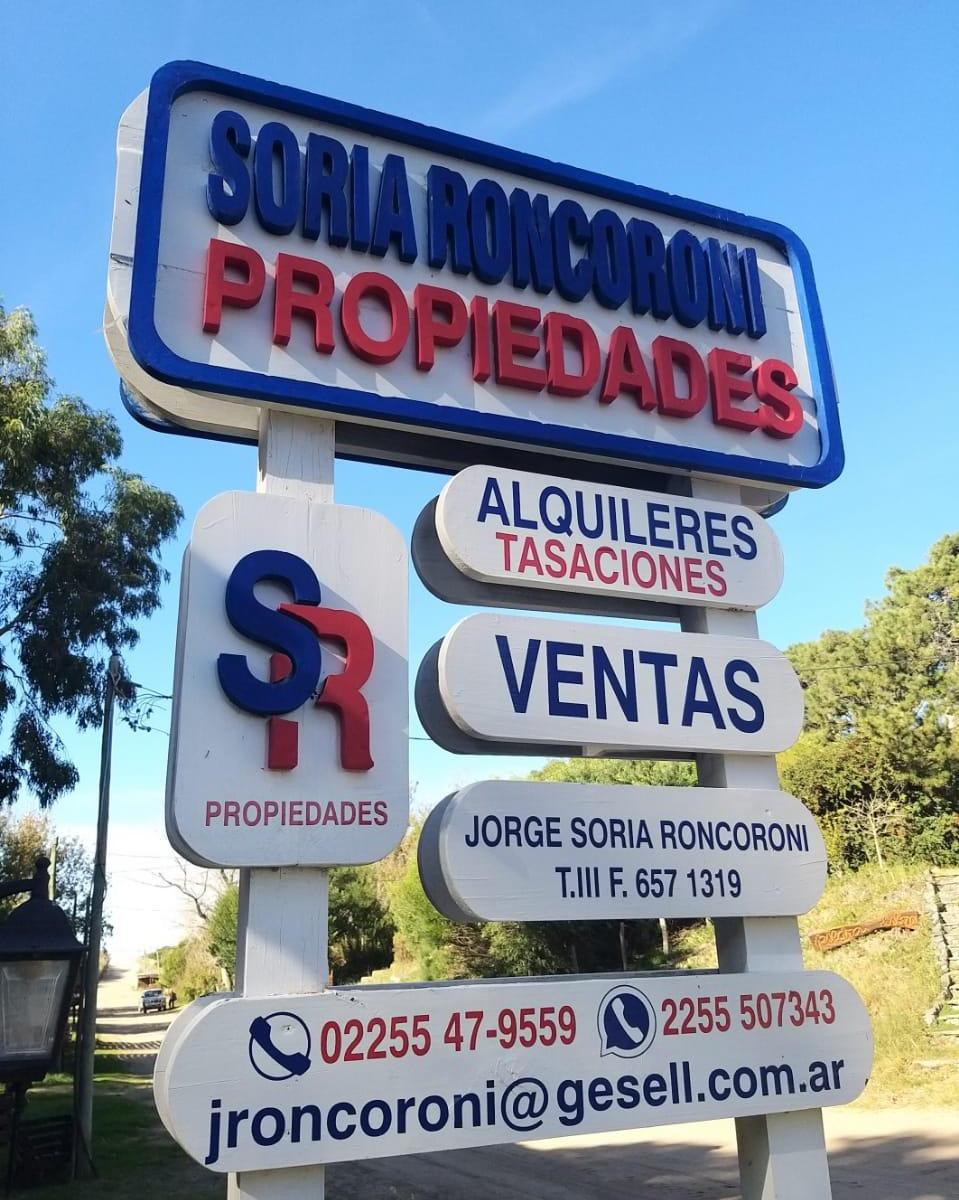 SORIA RONCORONI
PROPIEDADES
SR
PROPIEDADES
ALQUILERES
TASACIONES
VENTAS
JORGE SORIA RONCORONI
T.III F. 657 1319
02255 47-9559 2255 507343
jroncoroni@gesell.com.ar